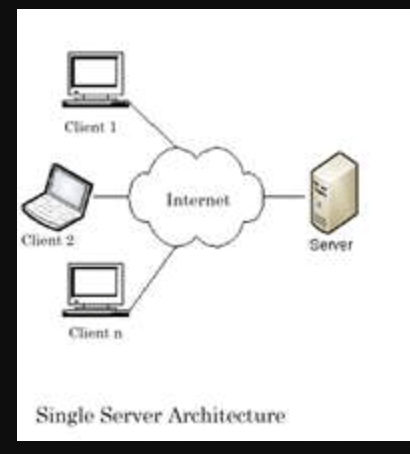 Client 1
Internet
Client 2
Server
Client n
Single Server Architecture